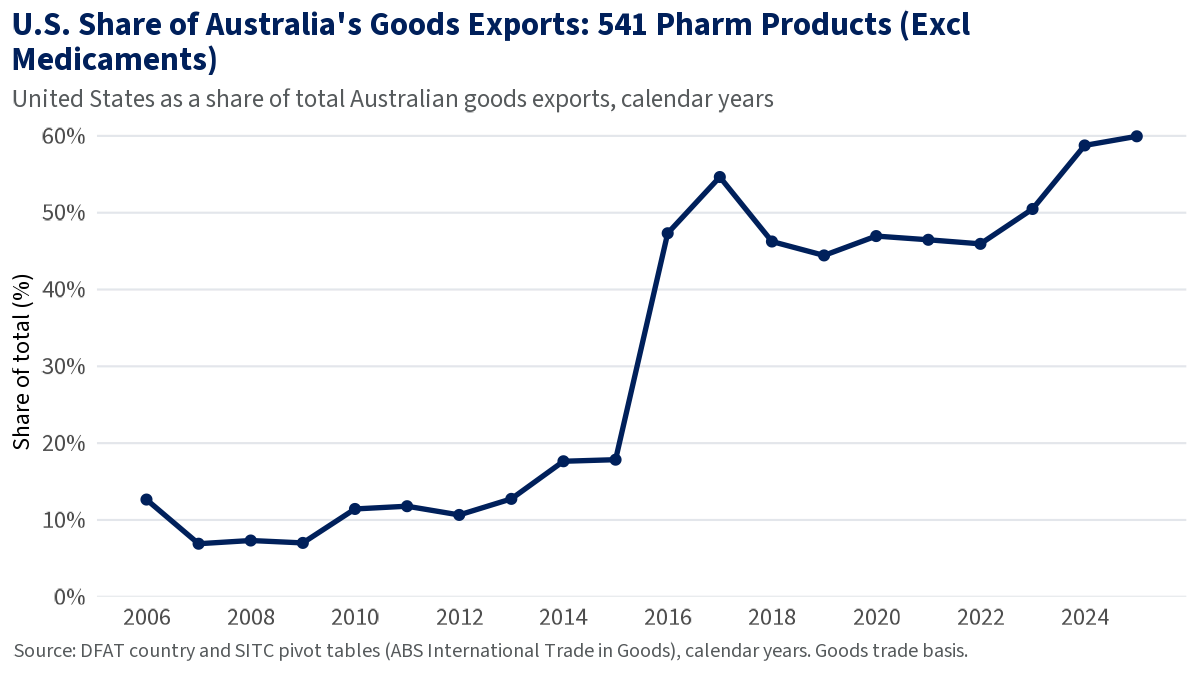 U.S. Share of Australia's Goods Exports: 541 Pharm Products (Excl
Medicaments)
United States as a share of total Australian goods exports, calendar years
Share of total (%)
60%
50%
40%
30%
20%
10%
0%
2006 2008 2010 2012 2014 2016 2018 2020 2022 2024
Source: DFAT country and SITC pivot tables (ABS International Trade in Goods), calendar years. Goods trade basis.